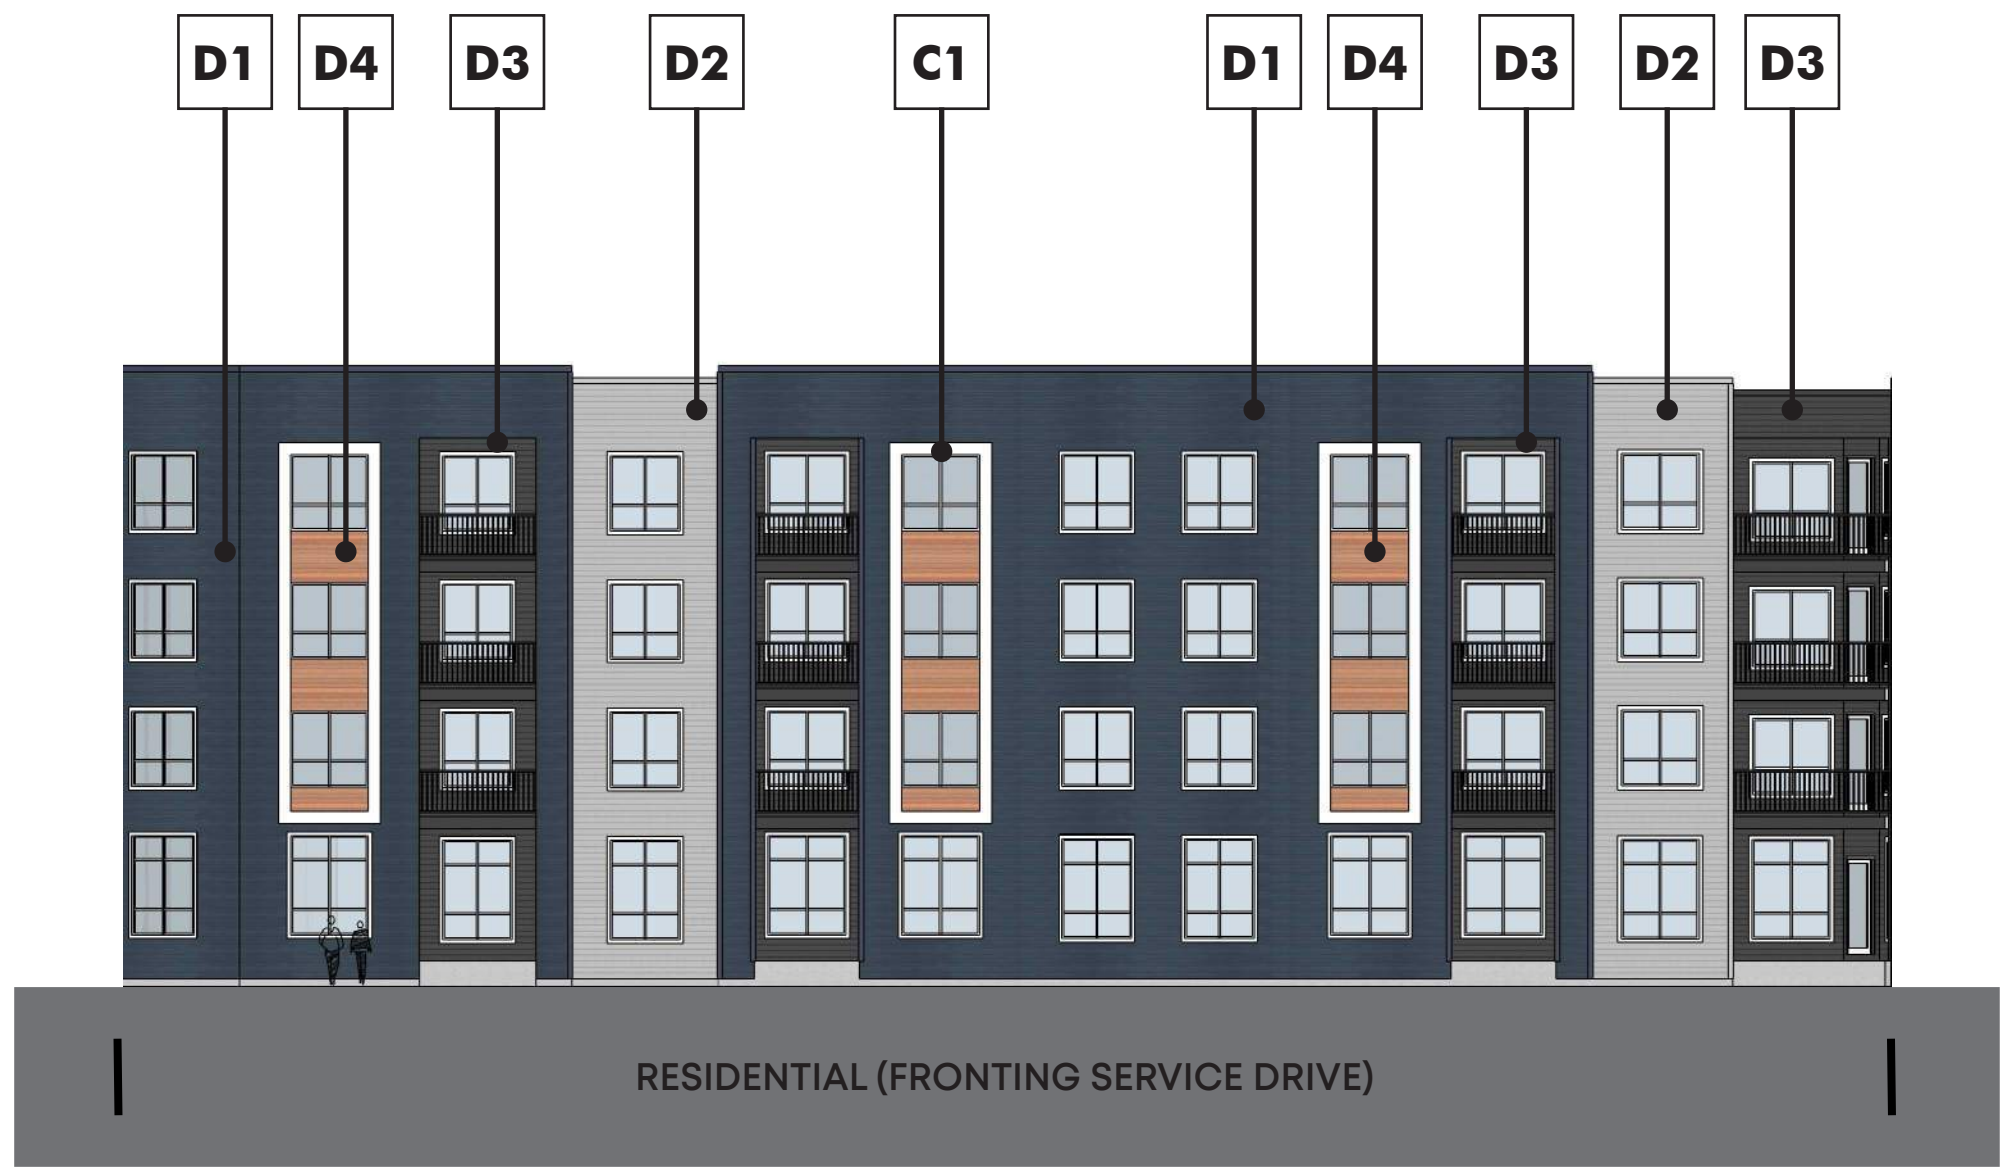 D1 D4 D3 D2 C1 D1 D4 D3 D2 D3
RESIDENTIAL (FRONTING SERVICE DRIVE)